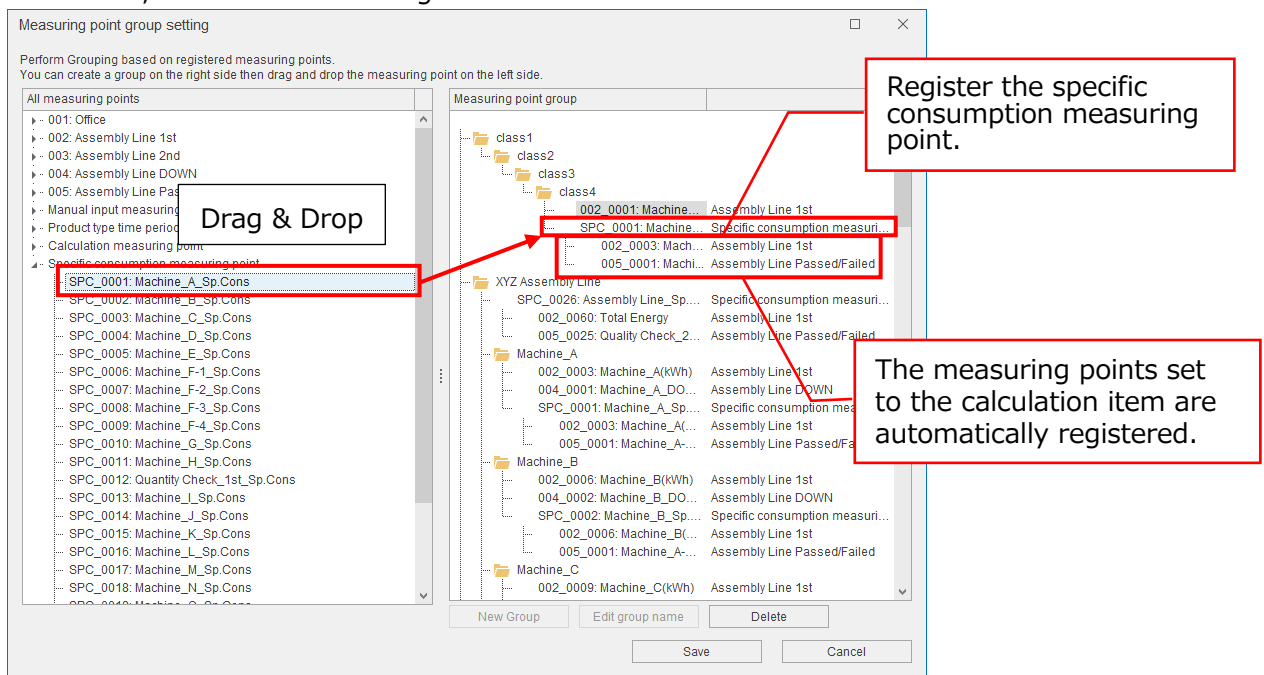 Measuring point group setting
Perform Grouping based on registered measuring points.
You can create a group on the right side then drag and drop the measuring point on the left side.
All measuring points
001: Office
002: Assembly Line 1st
003: Assembly Line 2nd
004: Assembly Line DOWN
005: Assembly Line Pas
Manual input measuring
Product type time period
Calculation measuring point
Specific consumption measuring point
SPC_0001: Machine_A_Sp.Cons
SPC_0002: Machine_B_Sp.Cons
SPC_0003: Machine_C_Sp.Cons
SPC_0004: Machine_D_Sp.Cons
SPC_0005: Machine_E_Sp.Cons
SPC_0006: Machine_F-1_Sp.Cons
SPC_0007: Machine_F-2_Sp.Cons
SPC_0008: Machine_F-3_Sp.Cons
SPC_0009: Machine_F-4_Sp.Cons
SPC_0010: Machine_G_Sp.Cons
SPC_0011: Machine_H_Sp.Cons
SPC_0012: Quantity Check_1st_Sp.Cons
SPC_0013: Machine_I_Sp.Cons
SPC_0014: Machine_J_Sp.Cons
SPC_0015: Machine_K_Sp.Cons
SPC_0016: Machine_L_Sp.Cons
SPC_0017: Machine_M_Sp.Cons
SPC_0018: Machine_N_Sp.Cons
Drag & Drop
Measuring point group
class1
class2
class3
class4
002_0001: Machine... Assembly Line 1st
SPC_0001: Machine... Specific consumption measuri...
002_0003: Mach... Assembly Line 1st
005_0001: Machi... Assembly Line Passed/Failed
XYZ Assembly Line
SPC_0026: Assembly Line_Sp.... Specific consumption measuri...
002_0060: Total Energy Assembly Line 1st
005_0025: Quality Check_2... Assembly Line Passed/Failed
Machine_A
002_0003: Machine_A(kWh) Assembly Line 1st
004_0001: Machine_A_DO... Assembly Line DOWN
SPC_0001: Machine_A_Sp.... Specific consumption mea
002_0003: Machine_A(... Assembly Line 1st
005_0001: Machine_A-... Assembly Line Passed/Fa
Machine_B
002_0006: Machine_B(kWh) Assembly Line 1st
004_0002: Machine_B_DO... Assembly Line DOWN
SPC_0002: Machine_B_Sp.... Specific consumption measuri...
002_0006: Machine_B(... Assembly Line 1st
005_0001: Machine_A-... Assembly Line Passed/Failed
Machine_C
002_0009: Machine_C(kWh) Assembly Line 1st
New Group Edit group name Delete
Save Cancel
Register the specific
consumption measuring
point.
The measuring points set
to the calculation item are
automatically registered.